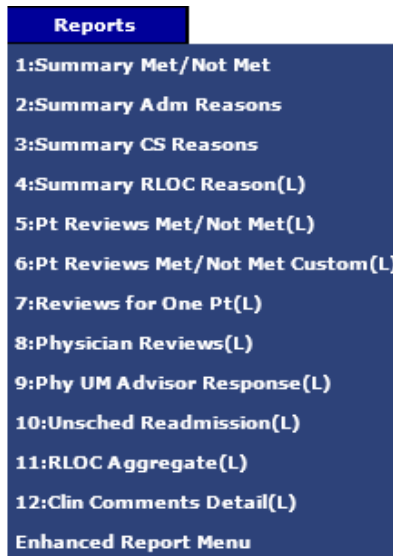 Reports
1:Summary Met/Not Met
2:Summary Adm Reasons
3:Summary CS Reasons
4:Summary RLOC Reason(L)
5:Pt Reviews Met/Not Met(L)
6:Pt Reviews Met/Not Met Custom(L)
7:Reviews for One Pt(L)
8:Physician Reviews(L)
9:Phy UM Advisor Response(L)
10:Unsched Readmission(L)
11:RLOC Aggregate(L)
12:Clin Comments Detail(L)
Enhanced Report Menu